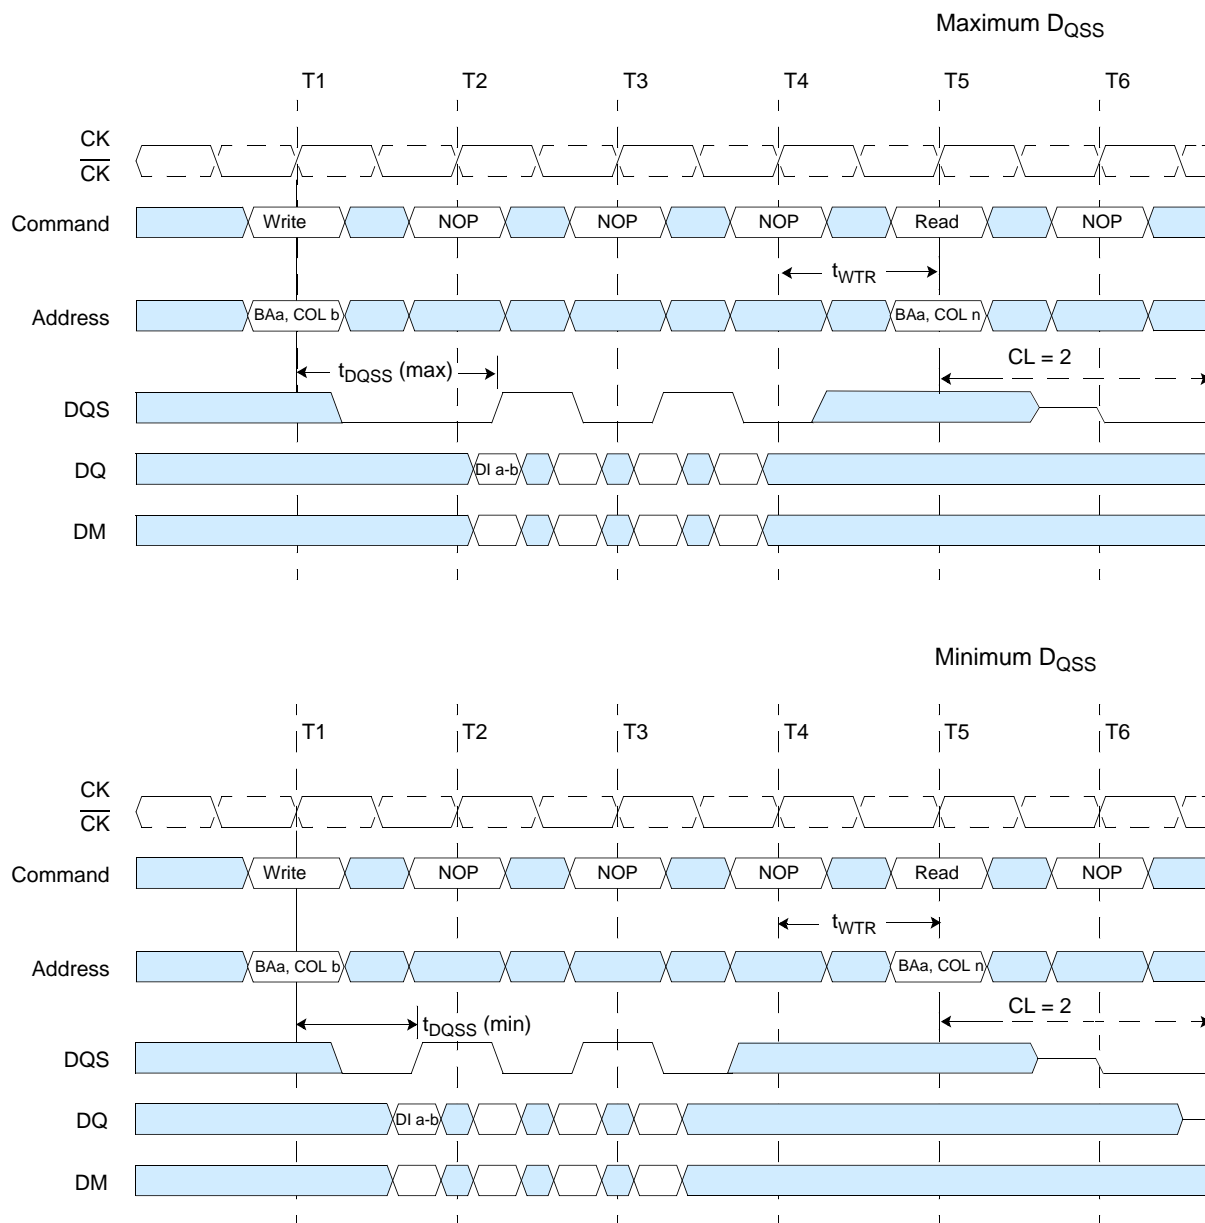 Maximum DQSS
T1 T2 T3 T4 T5 T6
CK
CK
Command Write NOP NOP NOP Read NOP
tWTR
Address BAa, COL b BAa, COL n
tDQSS (max) CL = 2
DQS
DQ DI a-b
DM
Minimum DQSS
T1 T2 T3 T4 T5 T6
CK
CK
Command Write NOP NOP NOP Read NOP
tWTR
Address BAa, COL b BAa, COL n
tDQSS (min) CL = 2
DQS
DQ DI a-b
DM